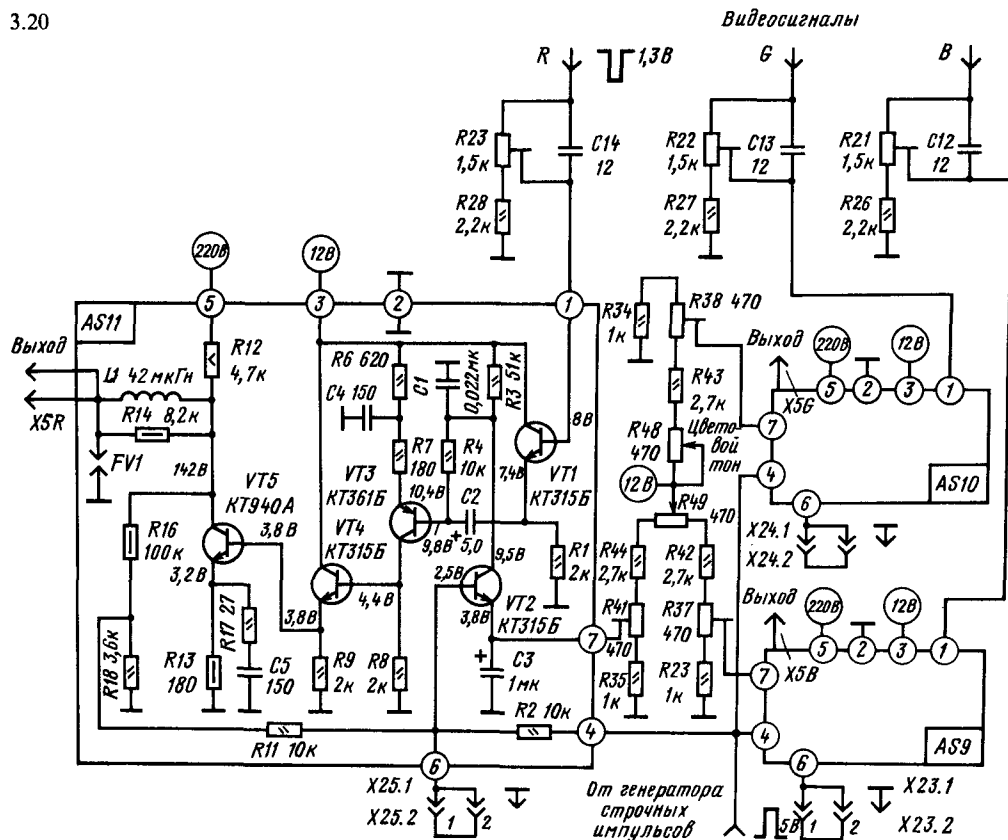 3.20
Видеосигналы
R
1,3В
G
B
R23
1,5к
C14
12
R22
1,5к
C13
12
R21
1,5к
C12
12
R28
2,2к
R27
2,2к
R26
2,2к
220В
12В
5
3
2
1
AS11
Выход
R12
4,7к
L1 42 мкГн
X5R
R14 8,2к
FV1
142В
VT5
КТ940А
R16
100к
3,8В
3,2В
R17 27
R18 3,6к
R13
180
C5
150
R6 620
C4 150
C1
0,022мк
R3 51к
R7
180
R4
10к
8В
7,4В
VT1
КТ315Б
VT3
КТ361Б
10,4В
C2
9,8В
+
5,0
VT4
КТ315Б
4,4В
3,8В
9,5В
2,5В
VT2
КТ315Б
3,8В
R1
2к
R9
2к
R8
2к
+
C3
1мк
7
R2 10к
4
R11 10к
6
X25.1
X25.2
1
2
R34
1к
R38 470
R43
2,7к
R48
470
Цвето-
вой
тон
12В
R49
470
R44
2,7к
R42
2,7к
R41
470
R37
470
R35
1к
R23
1к
Выход
X5G
220В
12В
5
2
3
1
7
4
AS10
6
X24.1
X24.2
Выход
X5B
220В
12В
5
2
3
1
7
4
AS9
6
X23.1
X23.2
1
2
От генератора
строчных
импульсов
5В